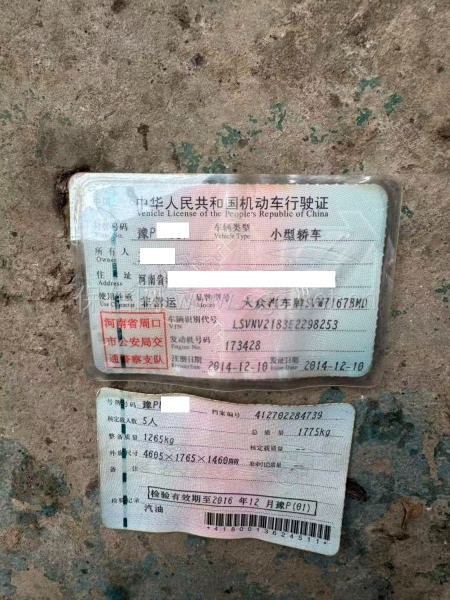 中华人民共和国机动车行驶证
Vehicle License of the People's Republic of China
号牌号码 豫P 车辆类型 小型轿车
No. Vehicle Type
所有人
Owner
住址 河南省
Address
使用性质 非营运 品牌型号 大众汽车牌SVW7167BMD
Use Character
河南省周口
市公安局交
通警察支队
车辆识别代号 LSVNV2183E2298253
VIN
发动机号码 173428
Engine No.
注册日期 2014-12-10 发证日期 2014-12-10
Issue Date
号牌号码 豫P 档案编号 412702284739
核定载人数 5人 总质量 1775kg
整备质量 1265kg 核定载质量 --
外廓尺寸 4605×1765×1460mm 准牵引总质量 --
备注
检验记录 检验有效期至2016年12月豫P(01)
汽油
*4180013624511*